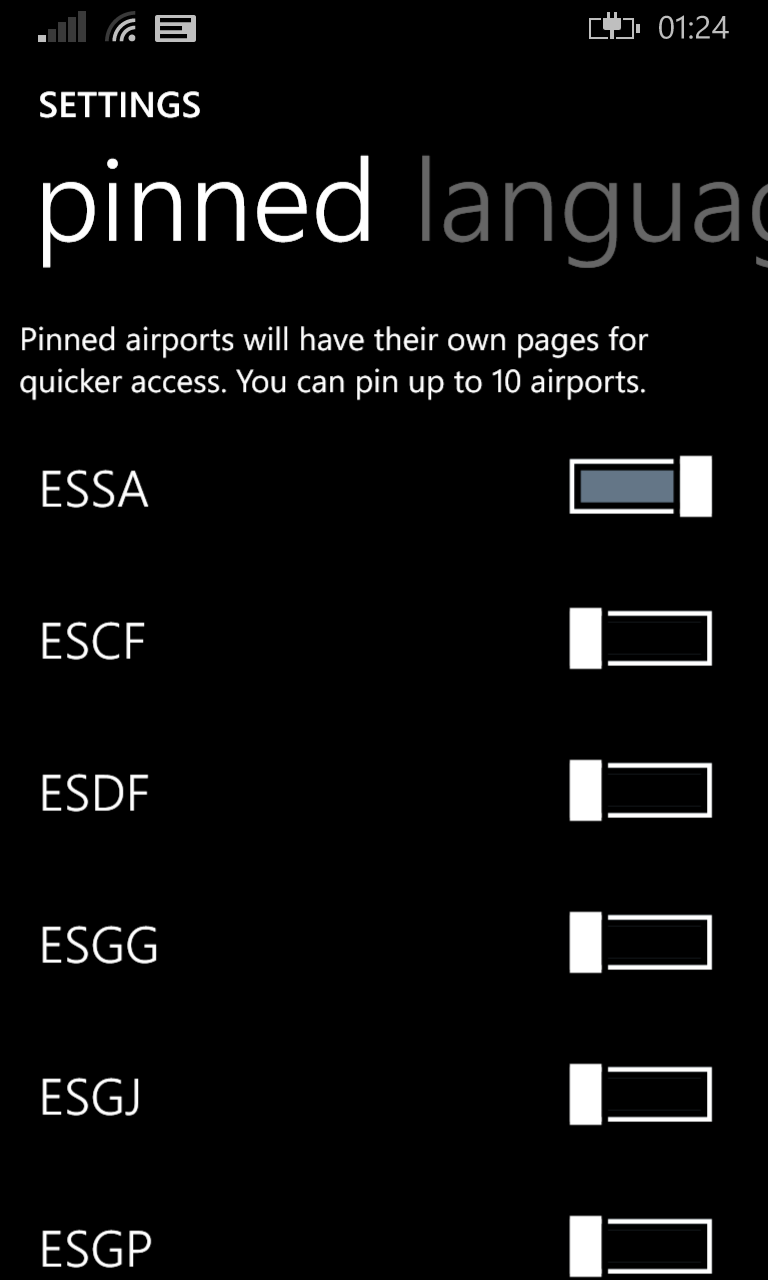 01:24
SETTINGS
pinned languag
Pinned airports will have their own pages for
quicker access. You can pin up to 10 airports.
ESSA
ESCF
ESDF
ESGG
ESGJ
ESGP